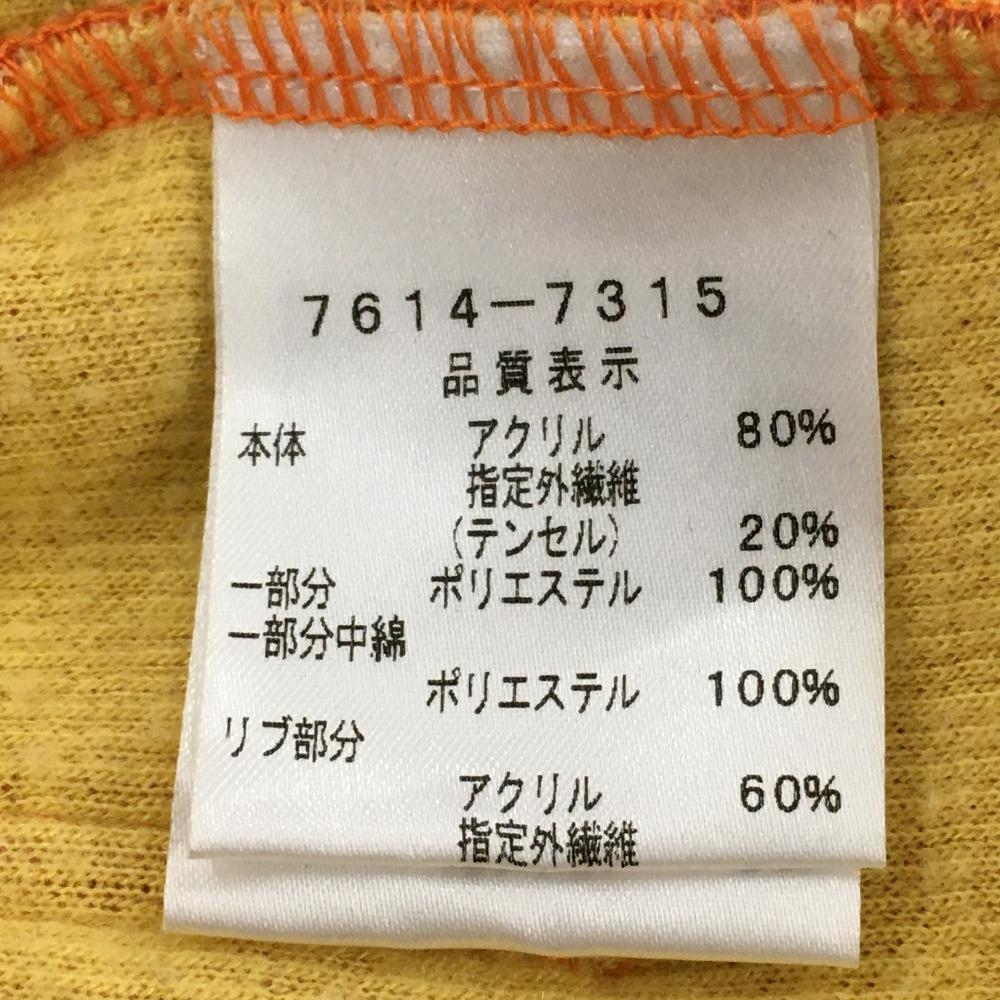 7614-7315
品質表示
本体 アクリル 80%
指定外繊維
(テンセル) 20%
一部分 ポリエステル 100%
一部分中綿
ポリエステル 100%
リブ部分
アクリル 60%
指定外繊維